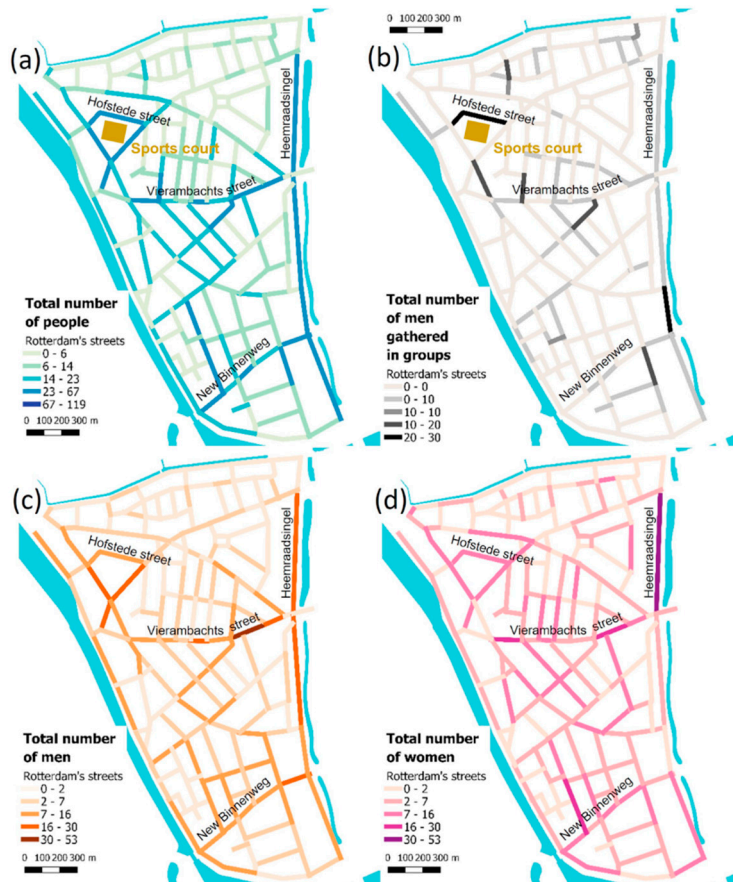 (a)
Hofstede street
Sports court
Heemraadsingel
Vierambachts street
New Binnenweg
Total number
of people
Rotterdam's streets
0 - 6
6 - 14
14 - 23
23 - 67
67 - 119
0 100 200 300 m
0 100 200 300 m
(b)
Hofstede street
Sports court
Heemraadsingel
Vierambachts street
New Binnenweg
Total number
of men
gathered
in groups
Rotterdam's streets
0 - 0
0 - 10
10 - 10
10 - 20
20 - 30
(c)
Hofstede street
Heemraadsingel
Vierambachts street
New Binnenweg
Total number
of men
Rotterdam's streets
0 - 2
2 - 7
7 - 16
16 - 30
30 - 53
0 100 200 300 m
(d)
Hofstede street
Heemraadsingel
Vierambachts street
New Binnenweg
Total number
of women
Rotterdam's streets
0 - 2
2 - 7
7 - 16
16 - 30
30 - 53
0 100 200 300 m